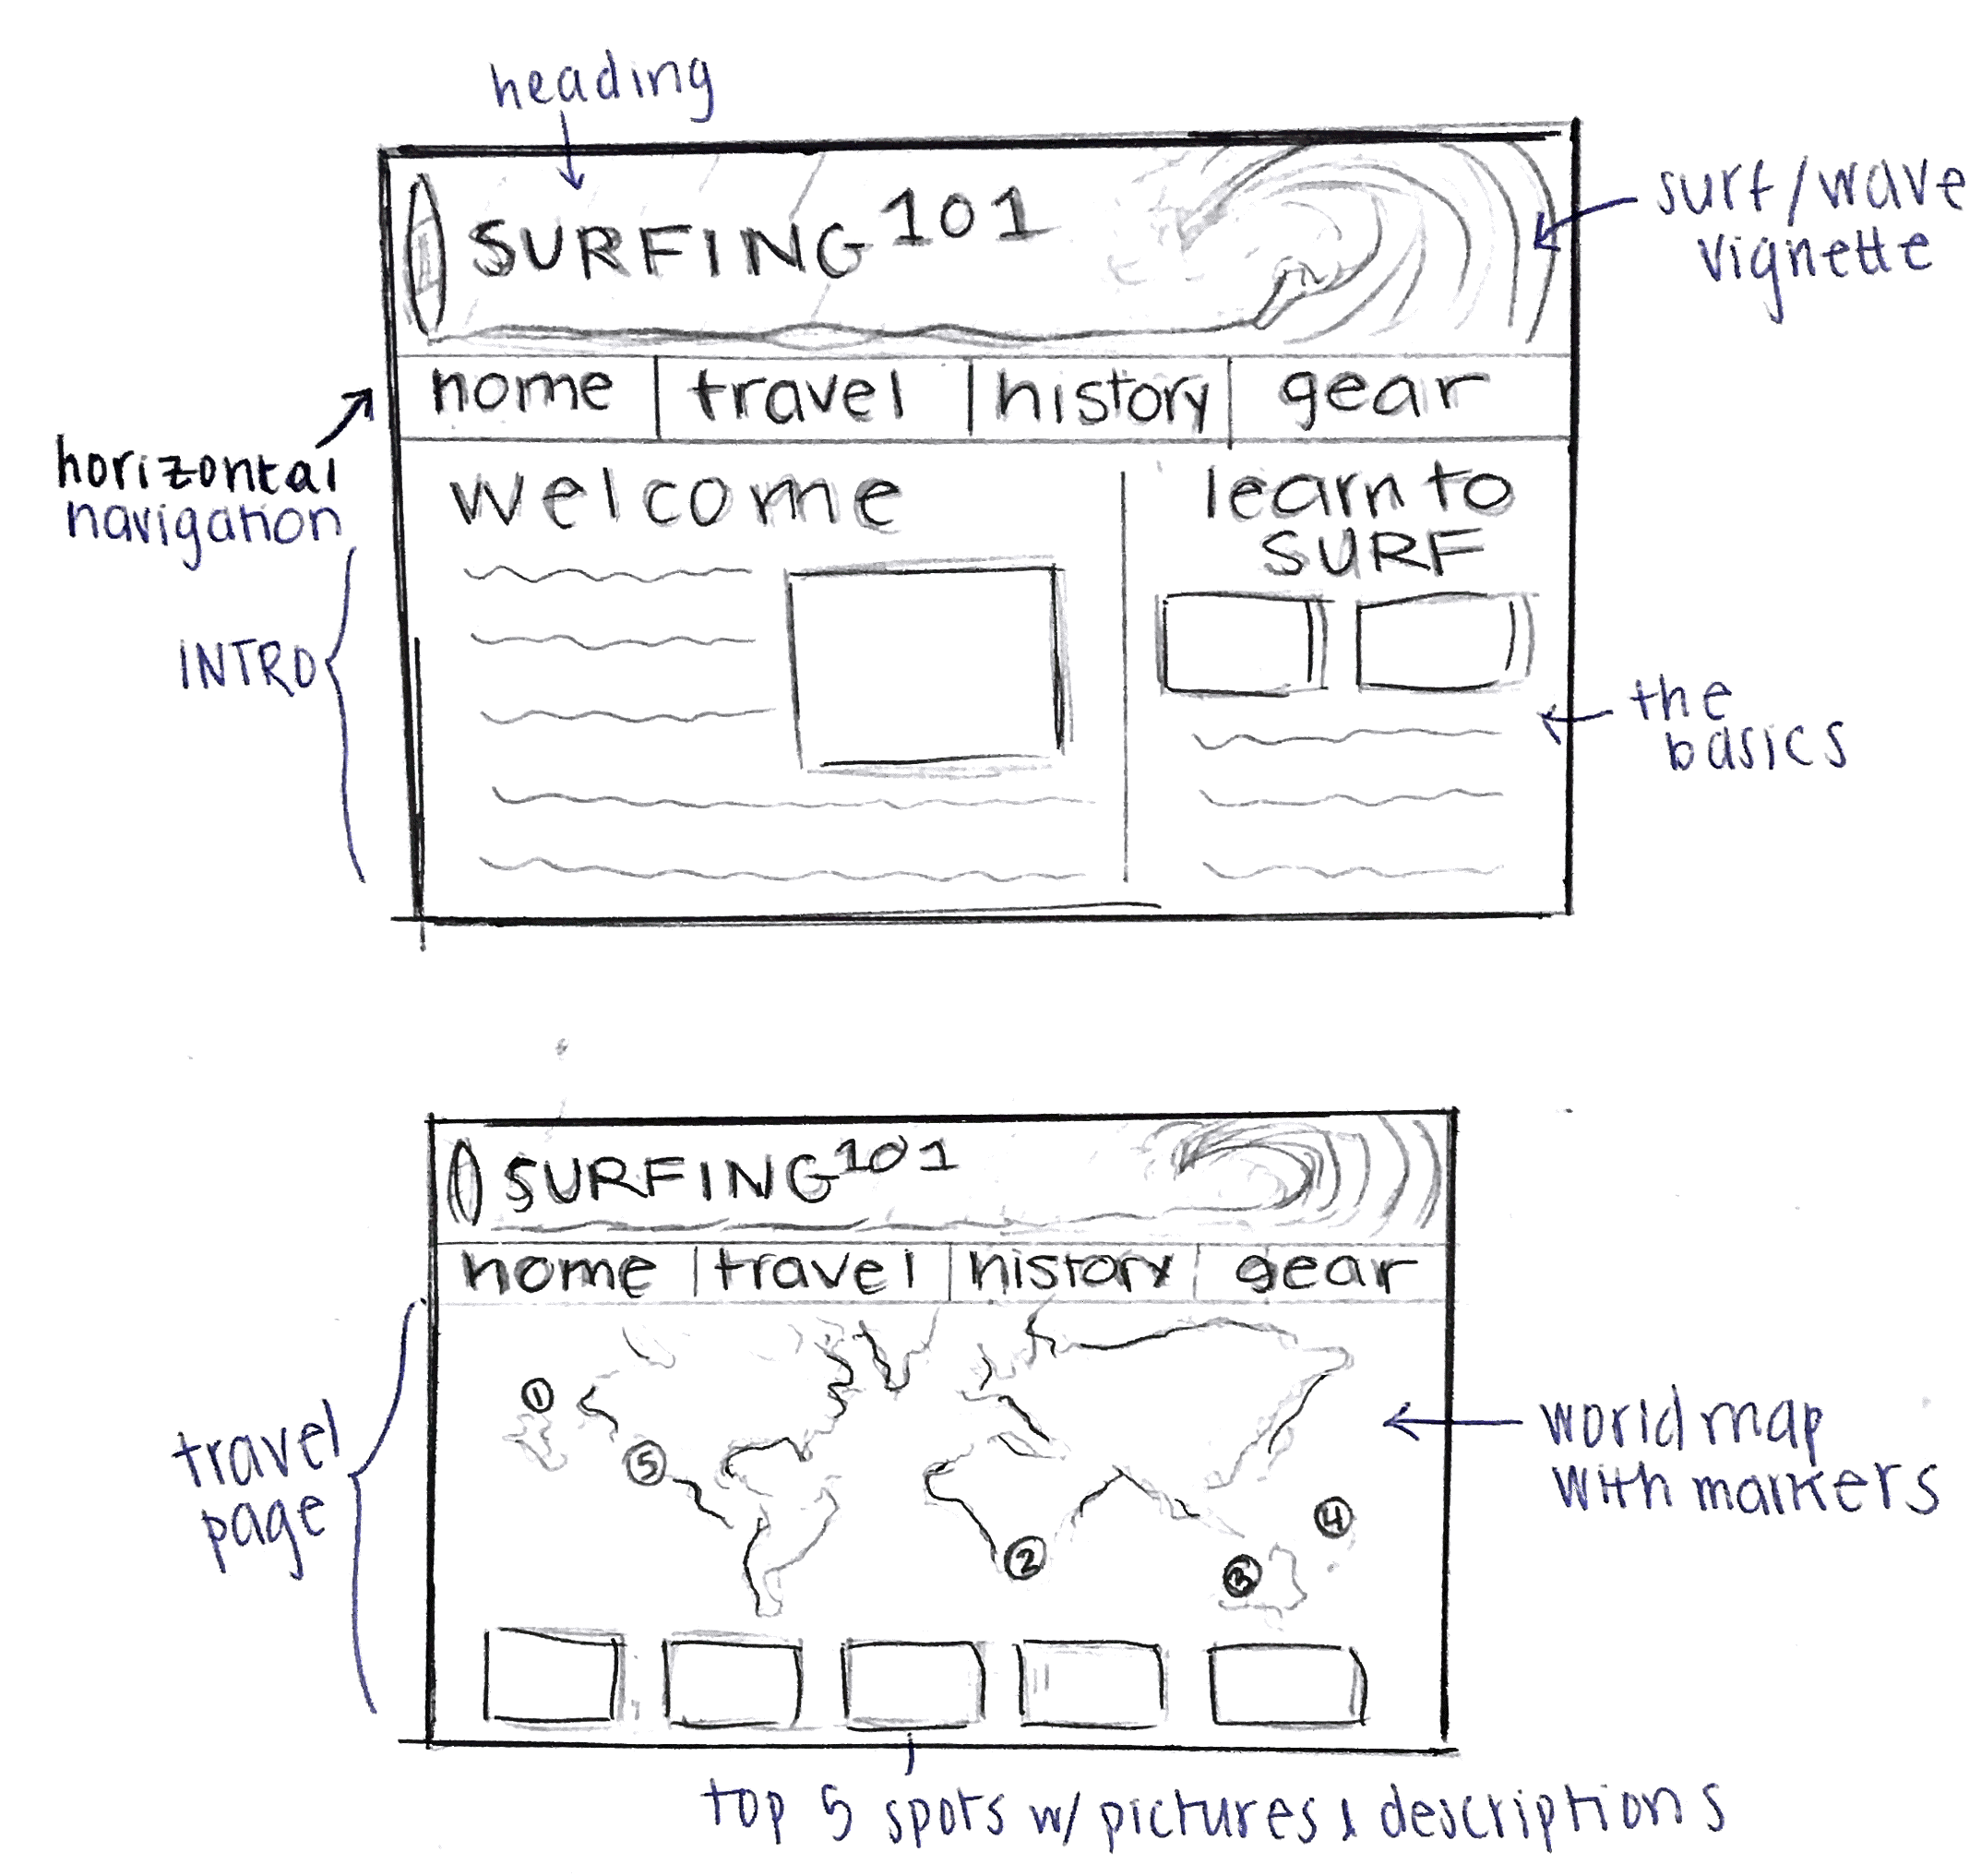 heading
SURFING 101
surf/wave
vignette
home travel history gear
horizontal
navigation
welcome
learn to
SURF
INTRO
the
basics
SURFING 101
home travel history gear
1
5
2
3
4
travel
page
world map
with markers
top 5 spots w/ pictures & descriptions